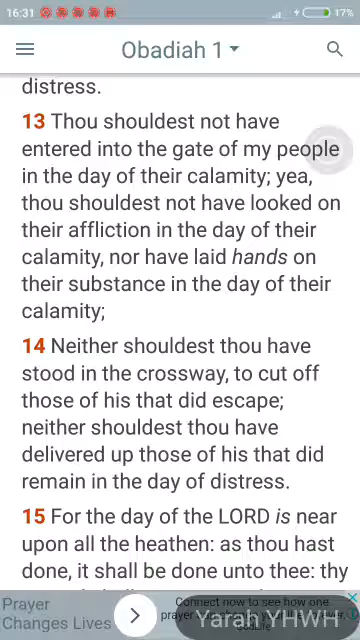 16:31
17%
Obadiah 1
distress.
13 Thou shouldest not have
entered into the gate of my people
in the day of their calamity; yea,
thou shouldest not have looked on
their affliction in the day of their
calamity, nor have laid hands on
their substance in the day of their
calamity;
14 Neither shouldest thou have
stood in the crossway, to cut off
those of his that did escape;
neither shouldest thou have
delivered up those of his that did
remain in the day of distress.
15 For the day of the LORD is near
upon all the heathen: as thou hast
done, it shall be done unto thee: thy
Prayer
Changes Lives
Connect now to see how one
prayer
Yarah YHWH